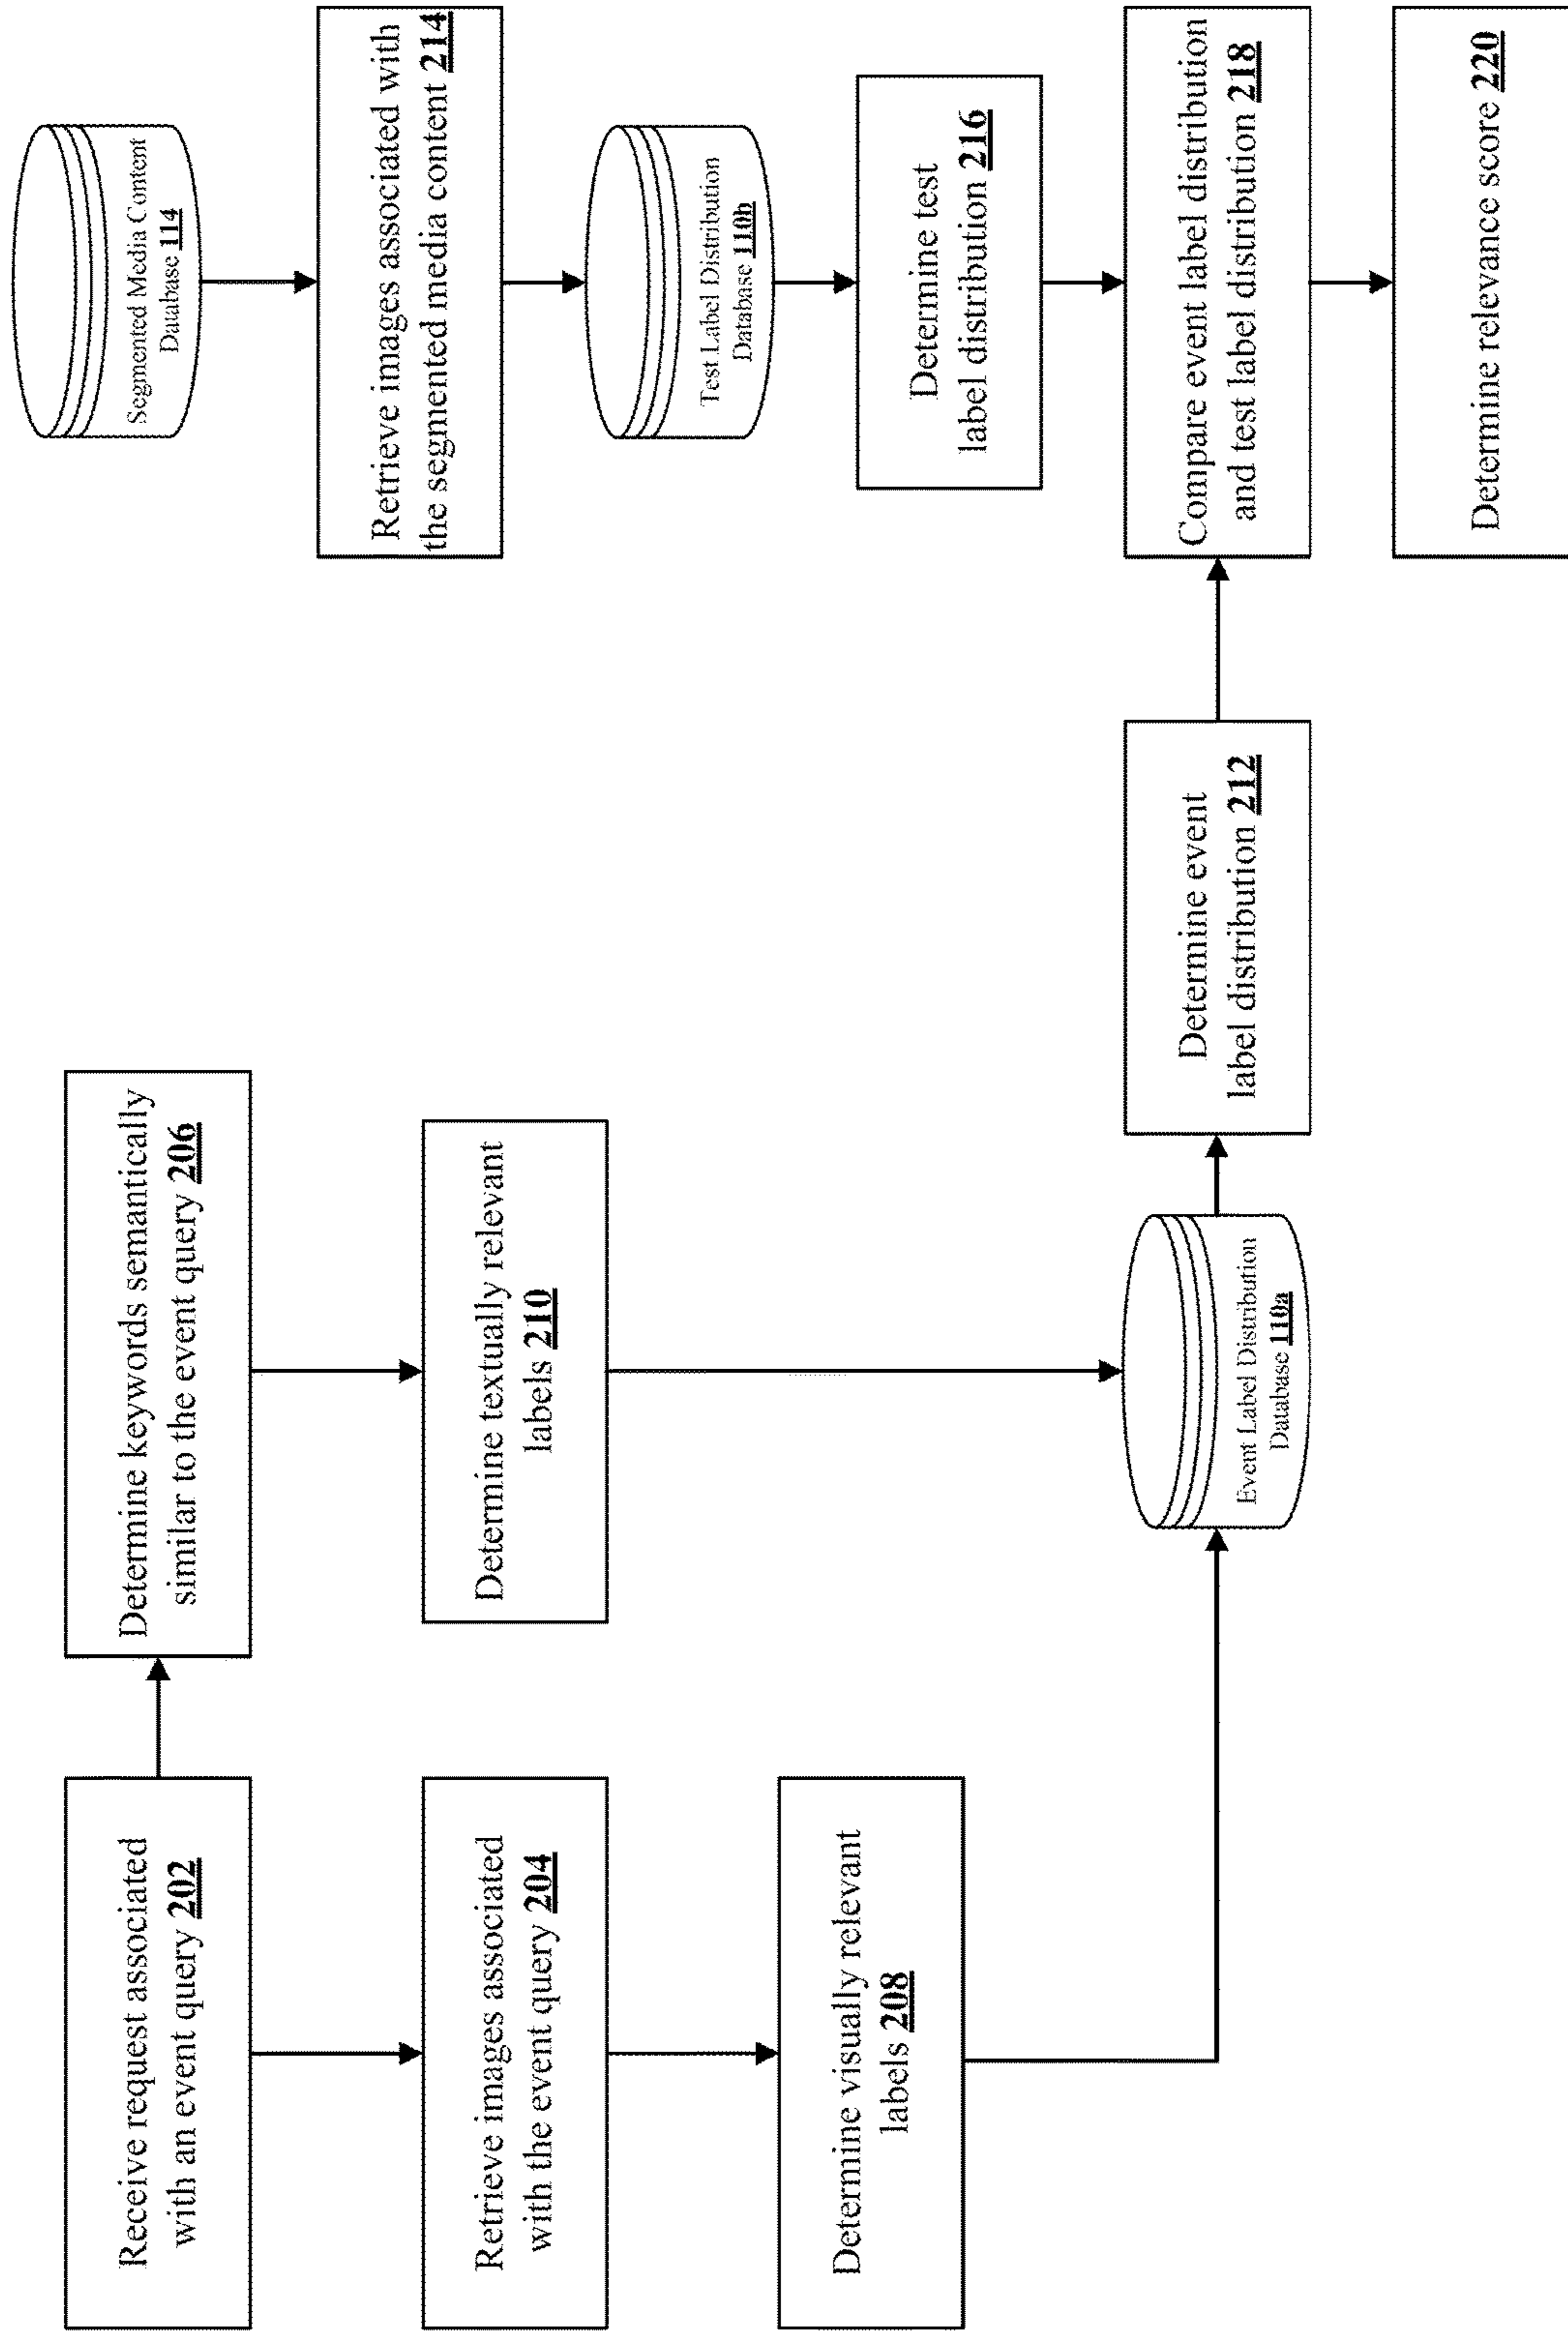 Receive request associated
with an event query 202
Determine keywords semantically
similar to the event query 206
Retrieve images associated
with the event query 204
Determine textually relevant
labels 210
Determine visually relevant
labels 208
Event Label Distribution
Database 110a
Determine event
label distribution 212
Segmented Media Content
Database 114
Retrieve images associated with
the segmented media content 214
Test Label Distribution
Database 110b
Determine test
label distribution 216
Compare event label distribution
and test label distribution 218
Determine relevance score 220